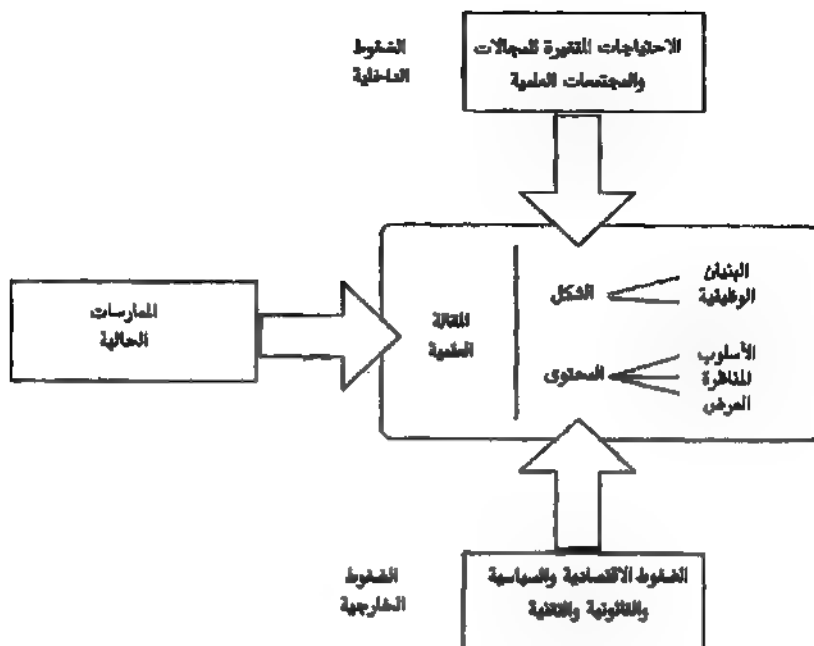 الضغوط
الداخلية
الاحتياجات المتغيرة للمجالات
والمجتمعات العلمية
الممارسات
الحالية
المقالة
العلمية
الشكل
البنيان
الوظيفية
المحتوى
الأسلوب
المناظرة
العرض
الضغوط
الخارجية
الضغوط الاقتصادية والسياسية
والقانونية والتقنية